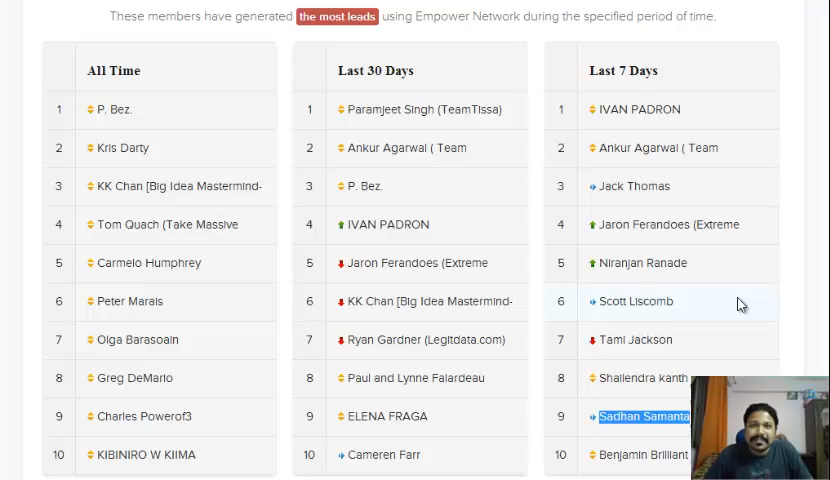 These members have generated the most leads using Empower Network during the specified period of time.
All Time
1 P. Bez.
2 Kris Darty
3 KK Chan [Big Idea Mastermind-
4 Tom Quach (Take Massive
5 Carmelo Humphrey
6 Peter Marais
7 Olga Barasoain
8 Greg DeMario
9 Charles Powerof3
10 KIBINIRO W KIIMA
Last 30 Days
1 Paramjeet Singh (TeamTissa)
2 Ankur Agarwal ( Team
3 P. Bez.
4 IVAN PADRON
5 Jaron Ferandoes (Extreme
6 KK Chan [Big Idea Mastermind-
7 Ryan Gardner (Legitdata.com)
8 Paul and Lynne Falardeau
9 ELENA FRAGA
10 Cameren Farr
Last 7 Days
1 IVAN PADRON
2 Ankur Agarwal ( Team
3 Jack Thomas
4 Jaron Ferandoes (Extreme
5 Niranjan Ranade
6 Scott Liscomb
7 Tami Jackson
8 Shailendra kanth
9 Sadhan Samanta
10 Benjamin Brilliant